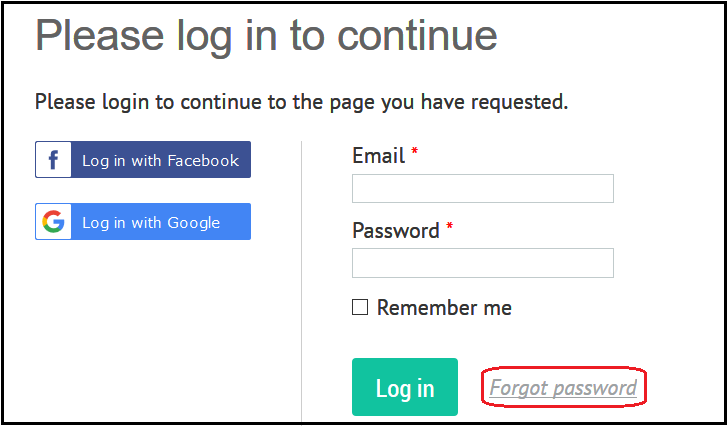 Please log in to continue
Please login to continue to the page you have requested.
f Log in with Facebook
G Log in with Google
Email *
Password *
Remember me
Log in
Forgot password